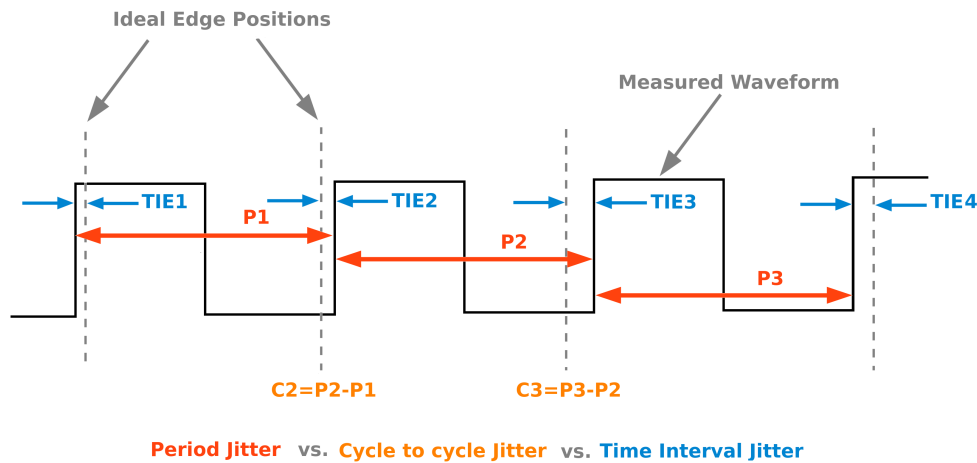 Ideal Edge Positions
Measured Waveform
TIE1
TIE2
TIE3
TIE4
P1
P2
P3
C2=P2-P1
C3=P3-P2
Period Jitter vs. Cycle to cycle Jitter vs. Time Interval Jitter